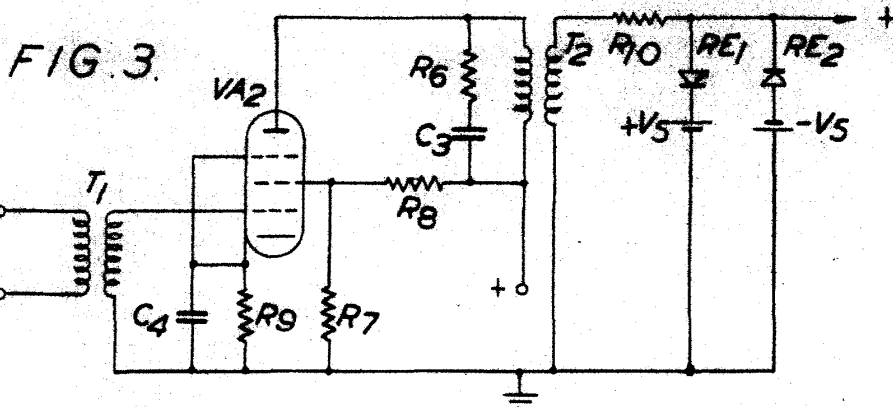 FIG.3.
T1
VA2
C4
R9
R7
R8
R6
C3
+
T2
R10
RE1
RE2
+V5
-V5
+